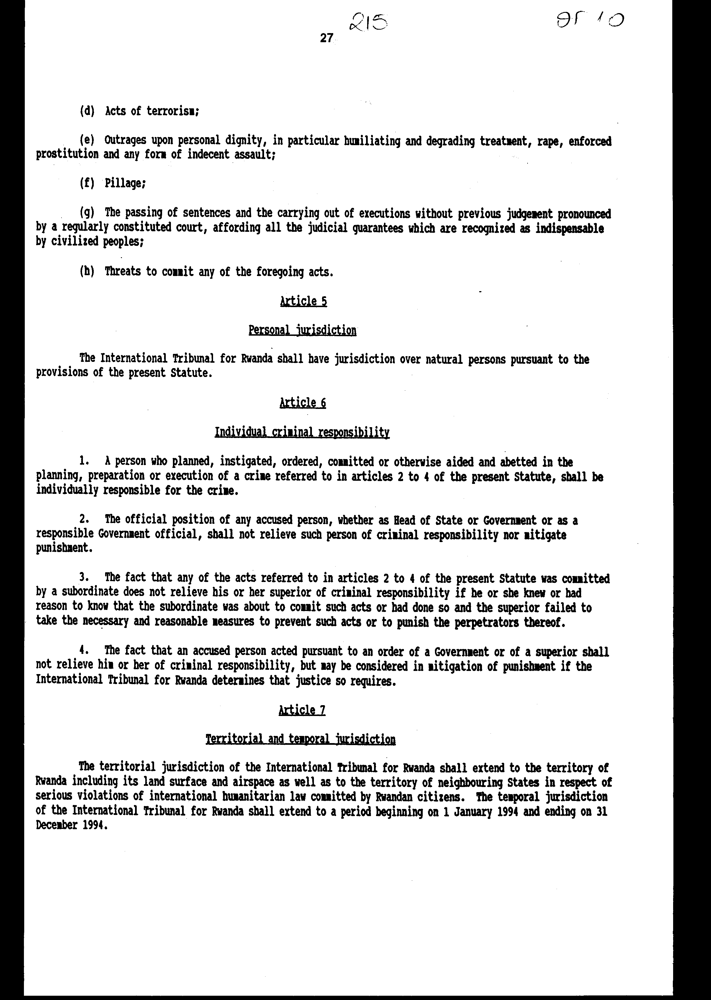 215
27
(d) Acts of terrorism;
(e) Outrages upon personal dignity, in particular humiliating and degrading treatment, rape, enforced
prostitution and any form of indecent assault;
(f) Pillage;
(g) The passing of sentences and the carrying out of executions without previous judgement pronounced
by a regularly constituted court, affording all the judicial guarantees which are recognized as indispensable
by civilized peoples;
(h) Threats to commit any of the foregoing acts.
Article 5
Personal jurisdiction
The International Tribunal for Rwanda shall have jurisdiction over natural persons pursuant to the
provisions of the present Statute.
Article 6
Individual criminal responsibility
1. A person who planned, instigated, ordered, committed or otherwise aided and abetted in the
planning, preparation or execution of a crime referred to in articles 2 to 4 of the present Statute, shall be
individually responsible for the crime.
2. The official position of any accused person, whether as Head of State or Government or as a
responsible Government official, shall not relieve such person of criminal responsibility nor mitigate
punishment.
3. The fact that any of the acts referred to in articles 2 to 4 of the present Statute was committed
by a subordinate does not relieve his or her superior of criminal responsibility if he or she knew or had
reason to know that the subordinate was about to commit such acts or had done so and the superior failed to
take the necessary and reasonable measures to prevent such acts or to punish the perpetrators thereof.
4. The fact that an accused person acted pursuant to an order of a Government or of a superior shall
not relieve him or her of criminal responsibility, but may be considered in mitigation of punishment if the
International Tribunal for Rwanda determines that justice so requires.
Article 7
Territorial and temporal jurisdiction
The territorial jurisdiction of the International Tribunal for Rwanda shall extend to the territory of
Rwanda including its land surface and airspace as well as to the territory of neighbouring States in respect of
serious violations of international humanitarian law committed by Rwandan citizens. The temporal jurisdiction
of the International Tribunal for Rwanda shall extend to a period beginning on 1 January 1994 and ending on 31
December 1994.